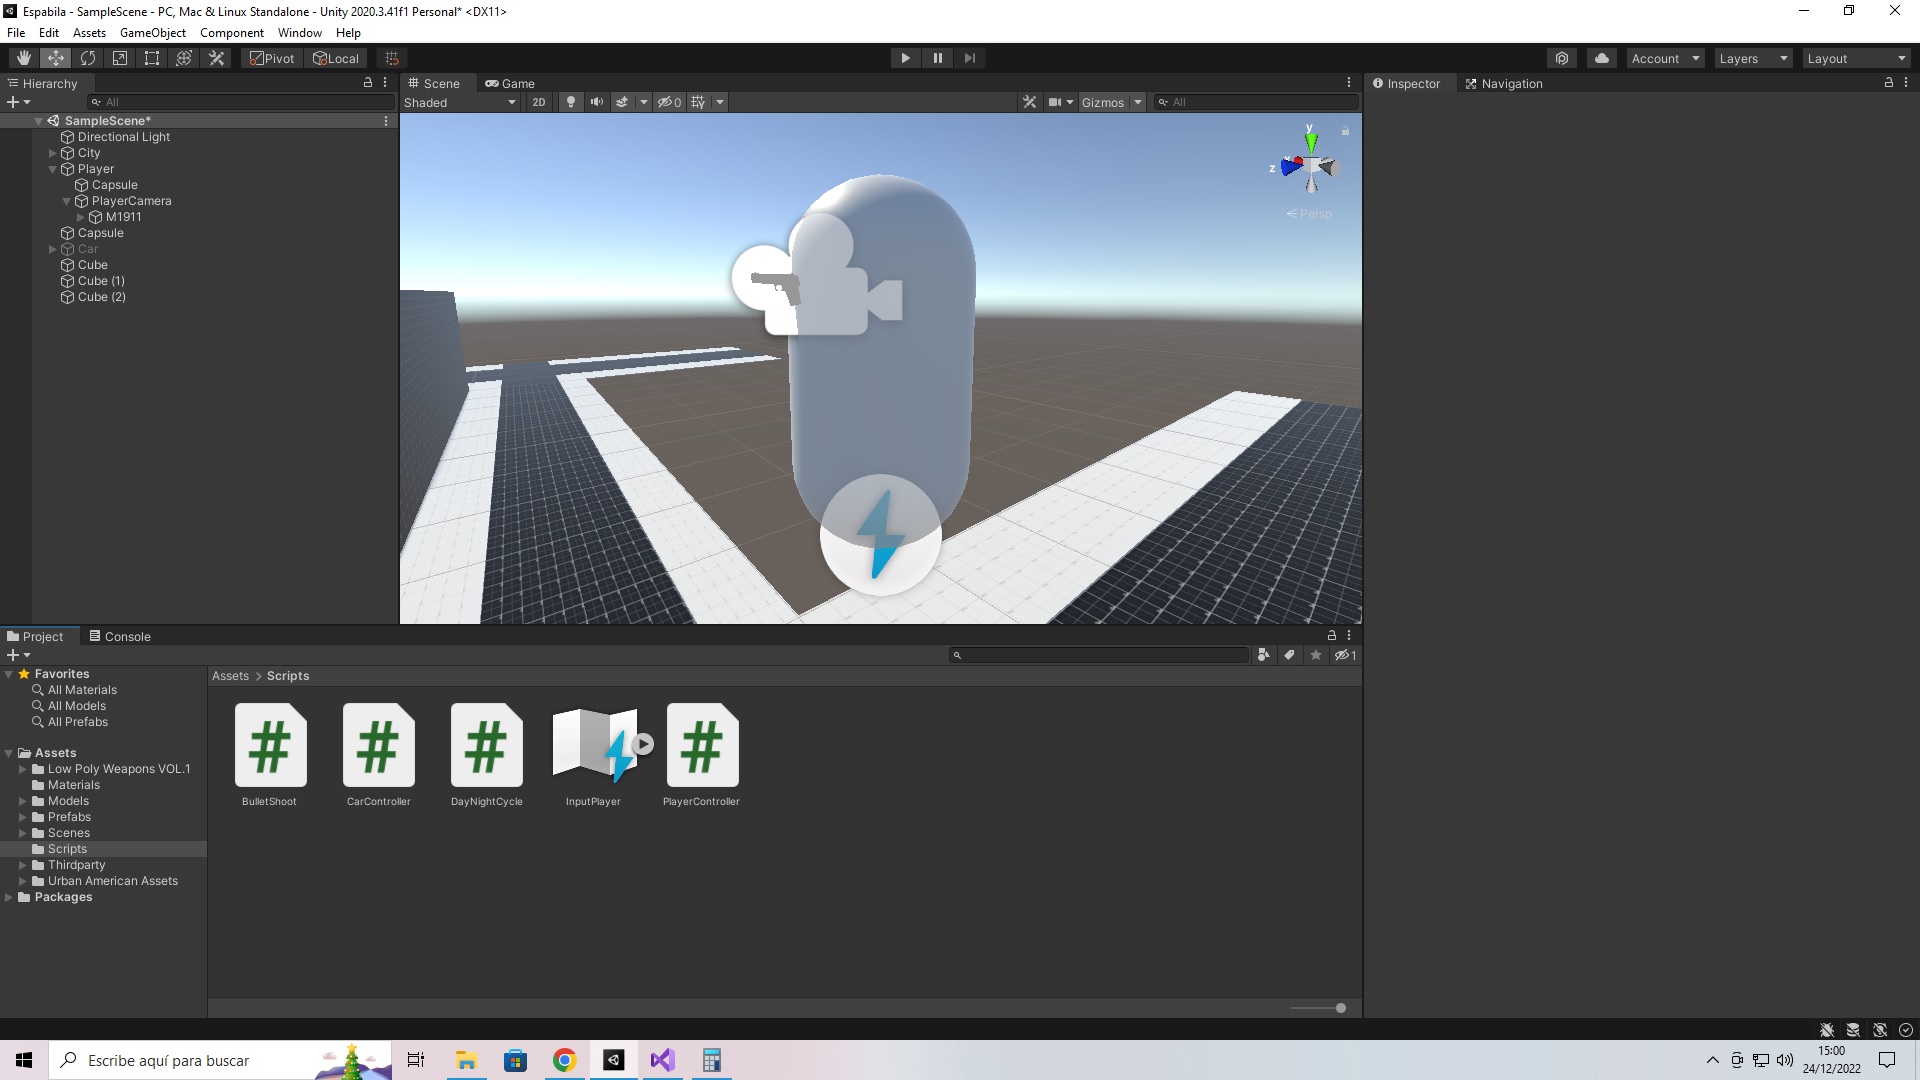 Espabila - SampleScene - PC, Mac & Linux Standalone - Unity 2020.3.41f1 Personal* <DX11>
File Edit Assets GameObject Component Window Help
Pivot Local Account Layers Layout
Hierarchy
All
SampleScene*
Directional Light
City
Player
Capsule
PlayerCamera
M1911
Capsule
Car
Cube
Cube (1)
Cube (2)
Scene Game
Shaded 2D 0 Gizmos All
y
z
Persp
Inspector Navigation
Project Console
1
Favorites
All Materials
All Models
All Prefabs
Assets
Low Poly Weapons VOL.1
Materials
Models
Prefabs
Scenes
Scripts
Thirdparty
Urban American Assets
Packages
Assets > Scripts
BulletShoot CarController DayNightCycle InputPlayer PlayerController
Escribe aquí para buscar
15:00
24/12/2022